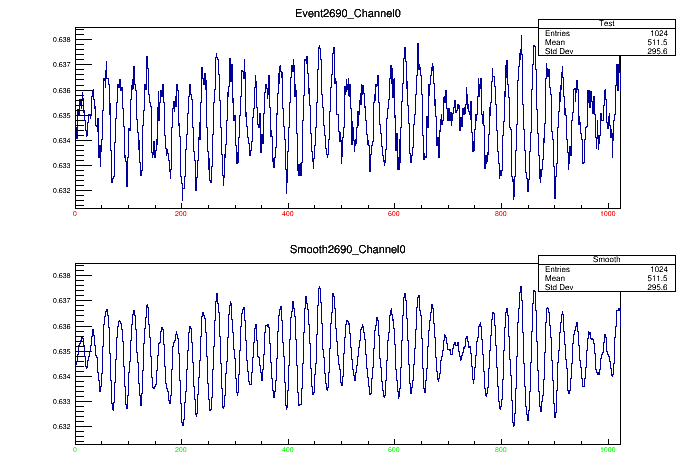 Event2690_Channel0
Test
Entries 1024
Mean 511.5
Std Dev 295.6
0.638
0.637
0.636
0.635
0.634
0.633
0.632
0 200 400 600 800 1000
Smooth2690_Channel0
Smooth
Entries 1024
Mean 511.5
Std Dev 295.6
0.638
0.637
0.636
0.635
0.634
0.633
0.632
0 200 400 600 800 1000